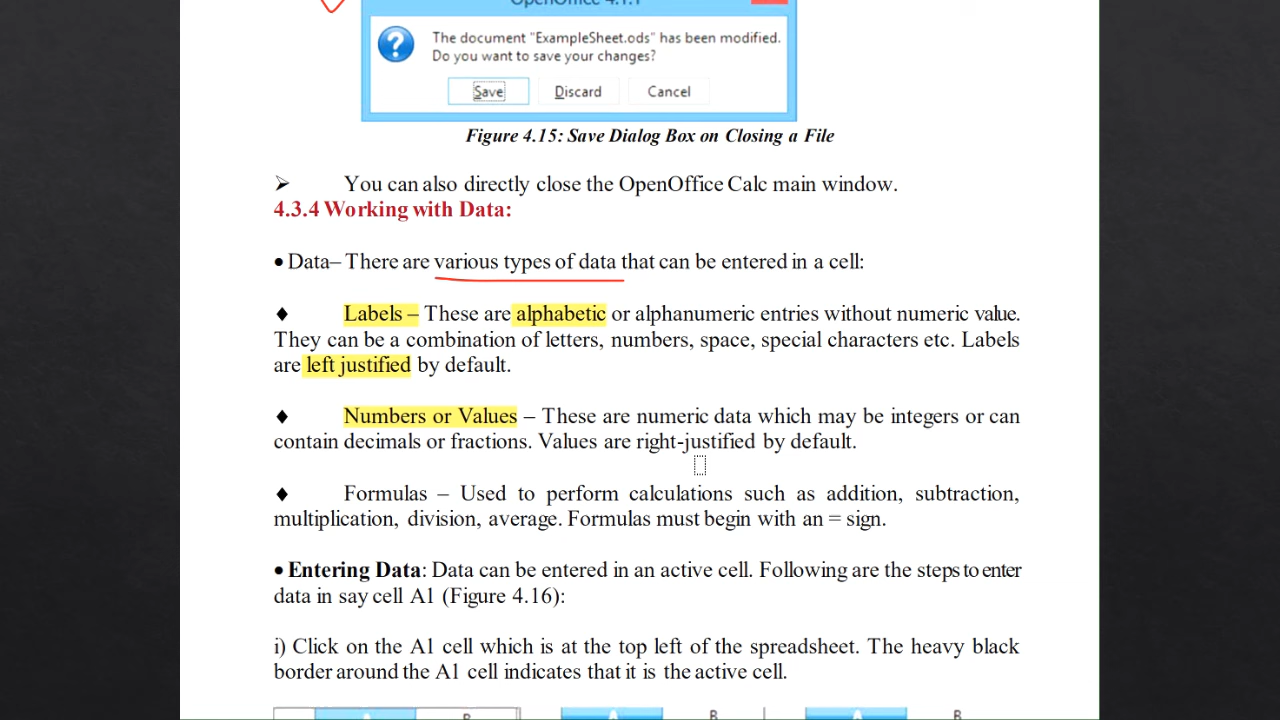 OpenOffice 4.1.1
The document "ExampleSheet.ods" has been modified.
Do you want to save your changes?
Save Discard Cancel
Figure 4.15: Save Dialog Box on Closing a File
➢ You can also directly close the OpenOffice Calc main window.
4.3.4 Working with Data:
• Data– There are various types of data that can be entered in a cell:
♦ Labels – These are alphabetic or alphanumeric entries without numeric value.
They can be a combination of letters, numbers, space, special characters etc. Labels
are left justified by default.
♦ Numbers or Values – These are numeric data which may be integers or can
contain decimals or fractions. Values are right-justified by default.
♦ Formulas – Used to perform calculations such as addition, subtraction,
multiplication, division, average. Formulas must begin with an = sign.
• Entering Data: Data can be entered in an active cell. Following are the steps to enter
data in say cell A1 (Figure 4.16):
i) Click on the A1 cell which is at the top left of the spreadsheet. The heavy black
border around the A1 cell indicates that it is the active cell.
A B A B A B